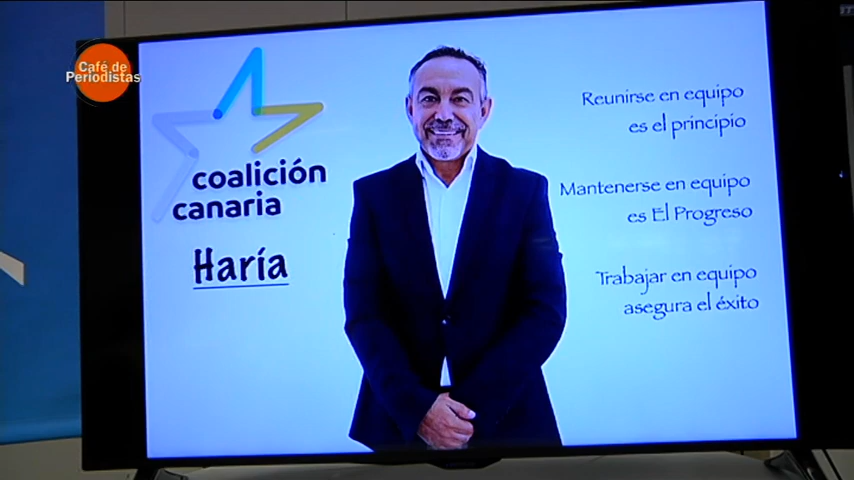 Café de
Periodistas
coalición
canaria
Haría
Reunirse en equipo
es el principio
Mantenerse en equipo
es El Progreso
Trabajar en equipo
asegura el éxito